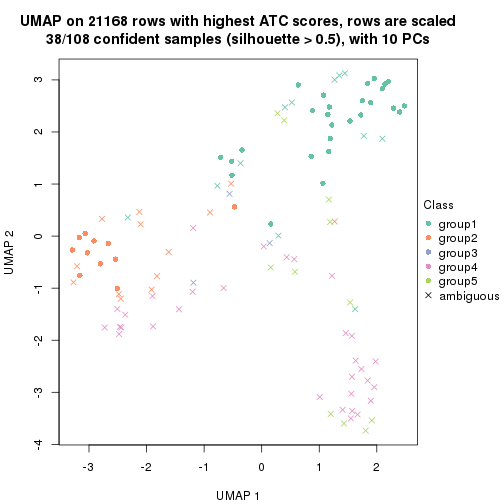 UMAP on 21168 rows with highest ATC scores, rows are scaled
38/108 confident samples (silhouette > 0.5), with 10 PCs
3
2
1
0
-1
-2
-3
-4
UMAP 2
-3
-2
-1
0
1
2
UMAP 1
Class
group1
group2
group3
group4
group5
ambiguous